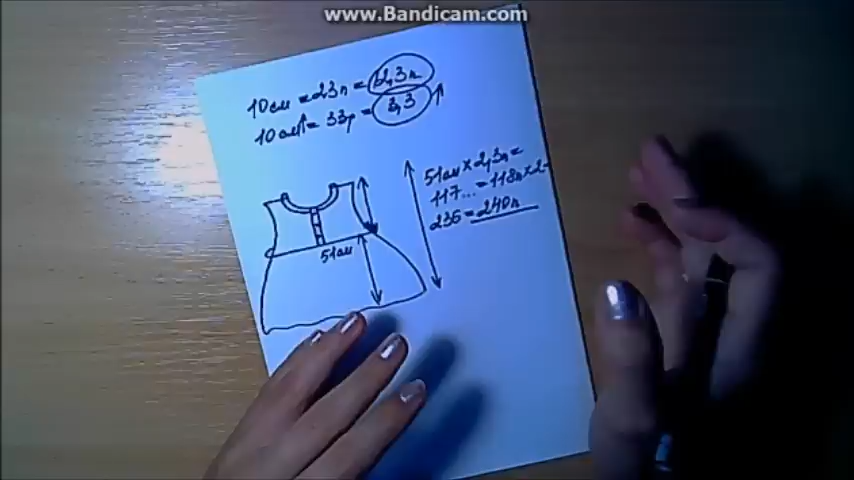 www.Bandicam.com
10см = 23п = 2,3п
10см↑ = 33р = 3,3 ↑
51см × 2,3п =
117... = 118п × 2 =
236 = 240п
51см